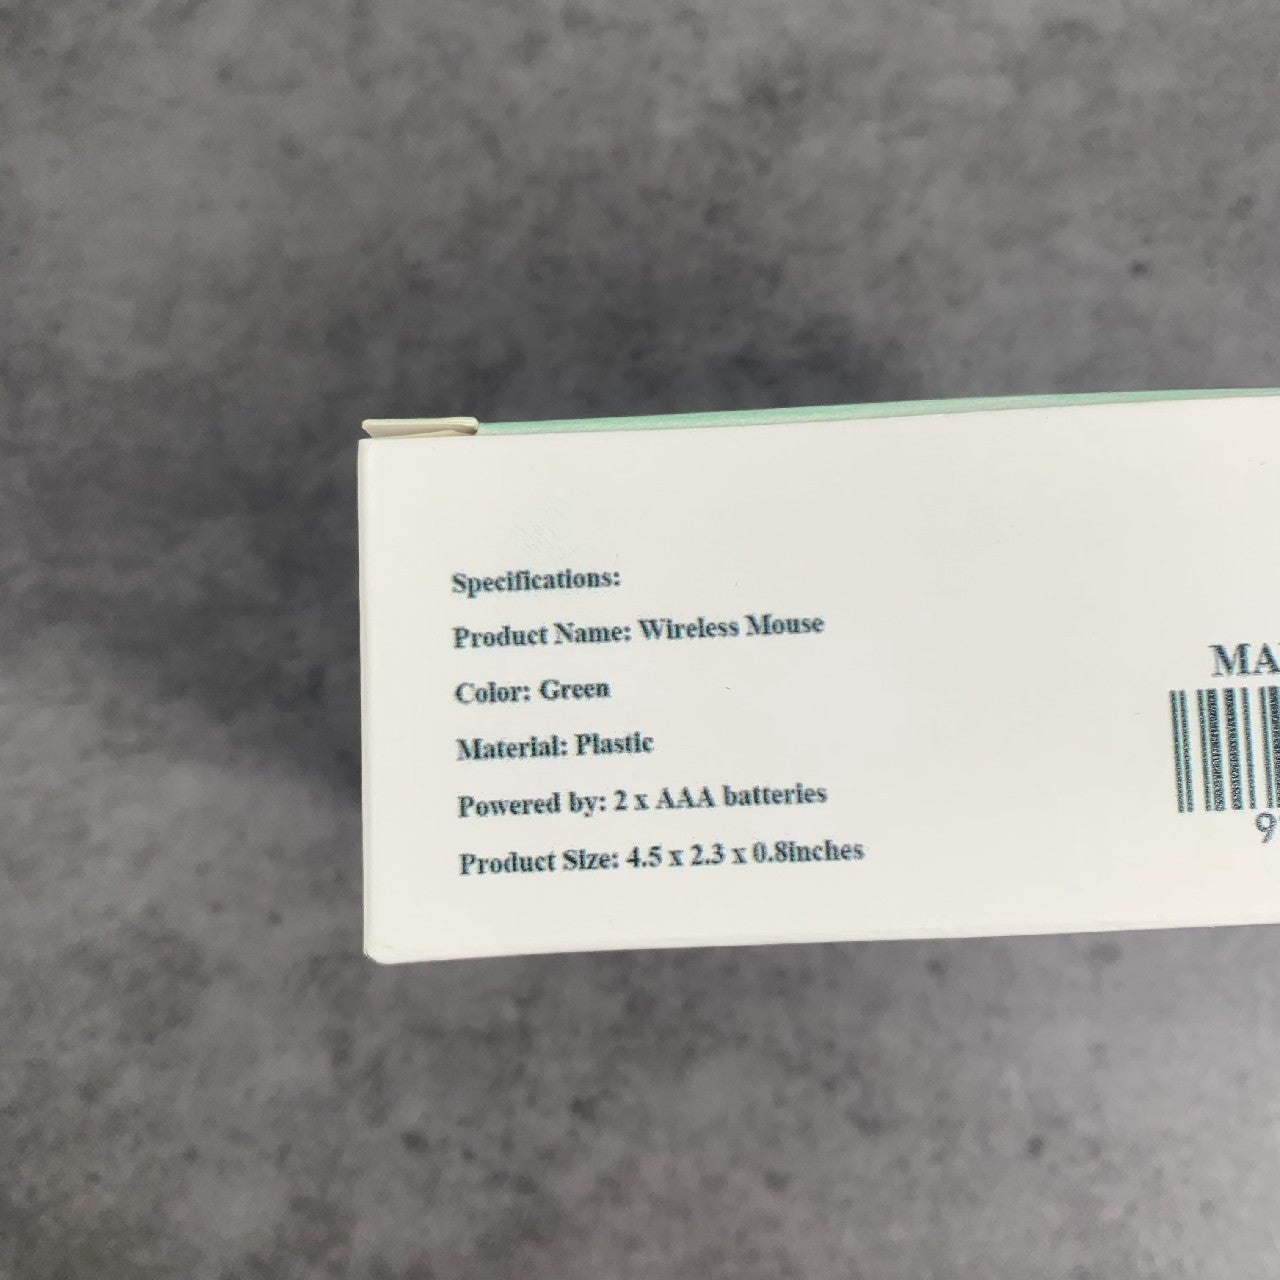 Specifications:
Product Name: Wireless Mouse
Color: Green
Material: Plastic
Powered by: 2 x AAA batteries
Product Size: 4.5 x 2.3 x 0.8inches